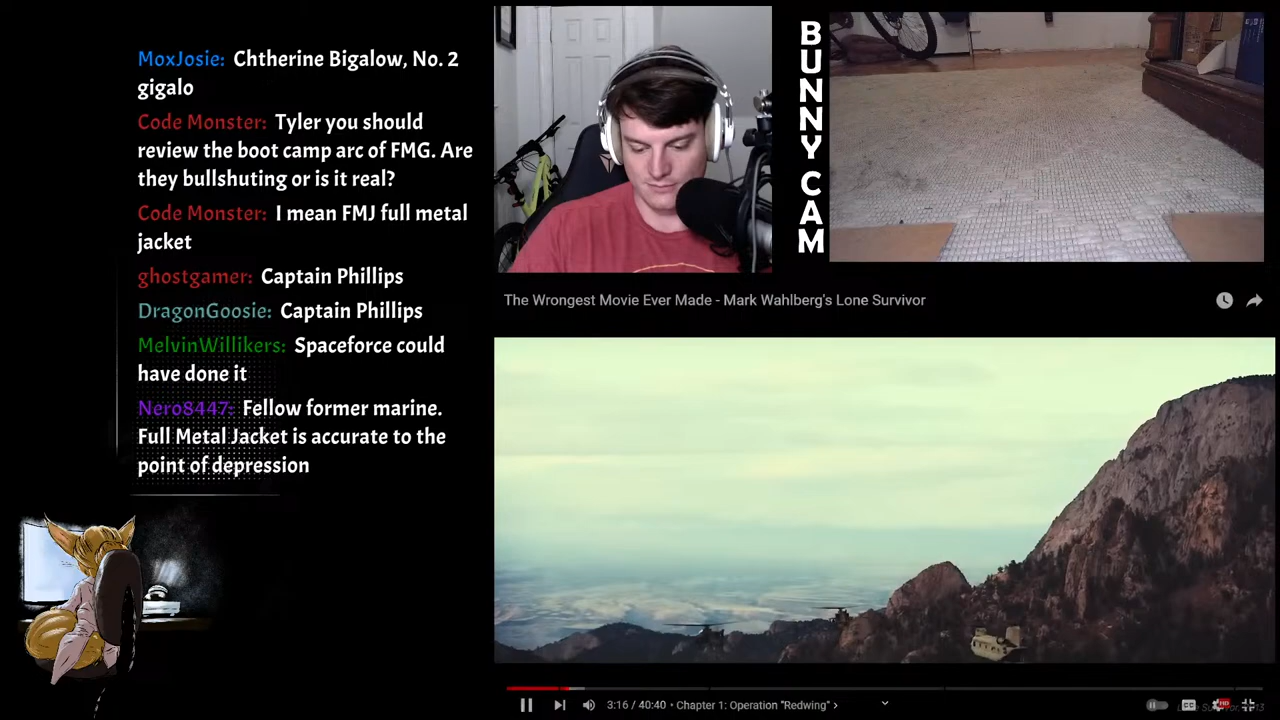 MoxJosie: Chtherine Bigalow, No. 2
gigalo
Code Monster: Tyler you should
review the boot camp arc of FMG. Are
they bullshuting or is it real?
Code Monster: I mean FMJ full metal
jacket
ghostgamer: Captain Phillips
DragonGoosie: Captain Phillips
MelvinWillikers: Spaceforce could
have done it
Nero8447: Fellow former marine.
Full Metal Jacket is accurate to the
point of depression
BUNNY CAM
The Wrongest Movie Ever Made - Mark Wahlberg's Lone Survivor
3:16 / 40:40 • Chapter 1: Operation "Redwing" ›
CC
HD